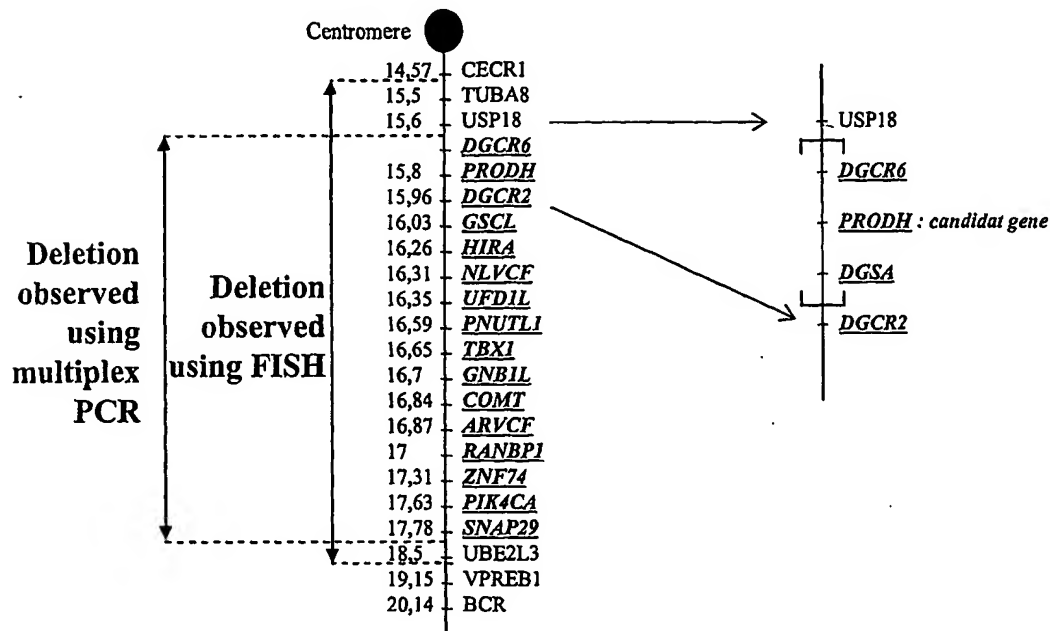 Centromere
14,57 CECR1
15,5 TUBA8
15,6 USP18
DGCR6
15,8 PRODH
15,96 DGCR2
16,03 GSCL
16,26 HIRA
16,31 NLVCF
16,35 UFD1L
16,59 PNUTL1
16,65 TBX1
16,7 GNB1L
16,84 COMT
16,87 ARVCF
17 RANBP1
17,31 ZNF74
17,63 PIK4CA
17,78 SNAP29
18,5 UBE2L3
19,15 VPREB1
20,14 BCR
Deletion
observed
using
multiplex
PCR
Deletion
observed
using FISH
USP18
DGCR6
PRODH : candidat gene
DGSA
DGCR2